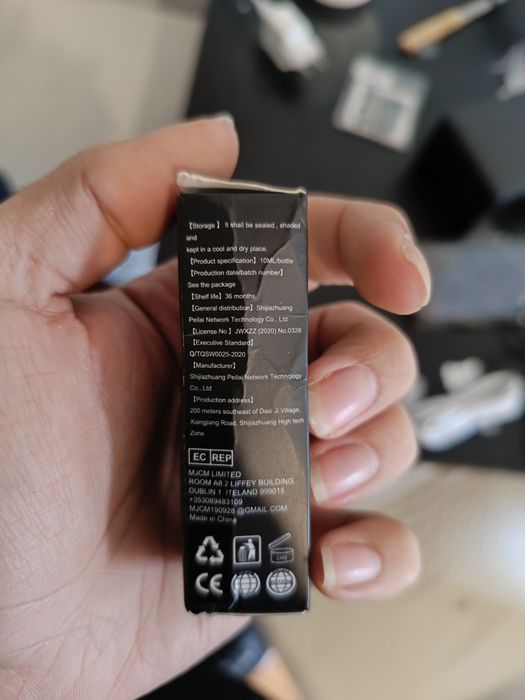 【Storage 】 It shall be sealed., shaded
and
kept in a cool and dry place.
【Product specification】10ML/bottle
【Production date/batch number】
See the package
【Shelf life】36 months
【General distribution】Shijiazhuang
Peilai Network Technology Co., Ltd
【License No.】JWXZZ (2020) No.0326
【Executive Standard】
Q/TQSW0025-2020
【Manufacturer】
Shijiazhuang Peilai Network Technology
Co., Ltd
【Production address】
200 meters southeast of Daxi Ji Village,
Xiangjiang Road, Shijiazhuang High tech
Zone
EC REP
MJCM LIMITED
ROOM A8.2 LIFFEY BUILDING.
DUBLIN 1 ITELAND 999015
+353089483109
MJCM190928 @GMAIL.COM
Made in China
CE